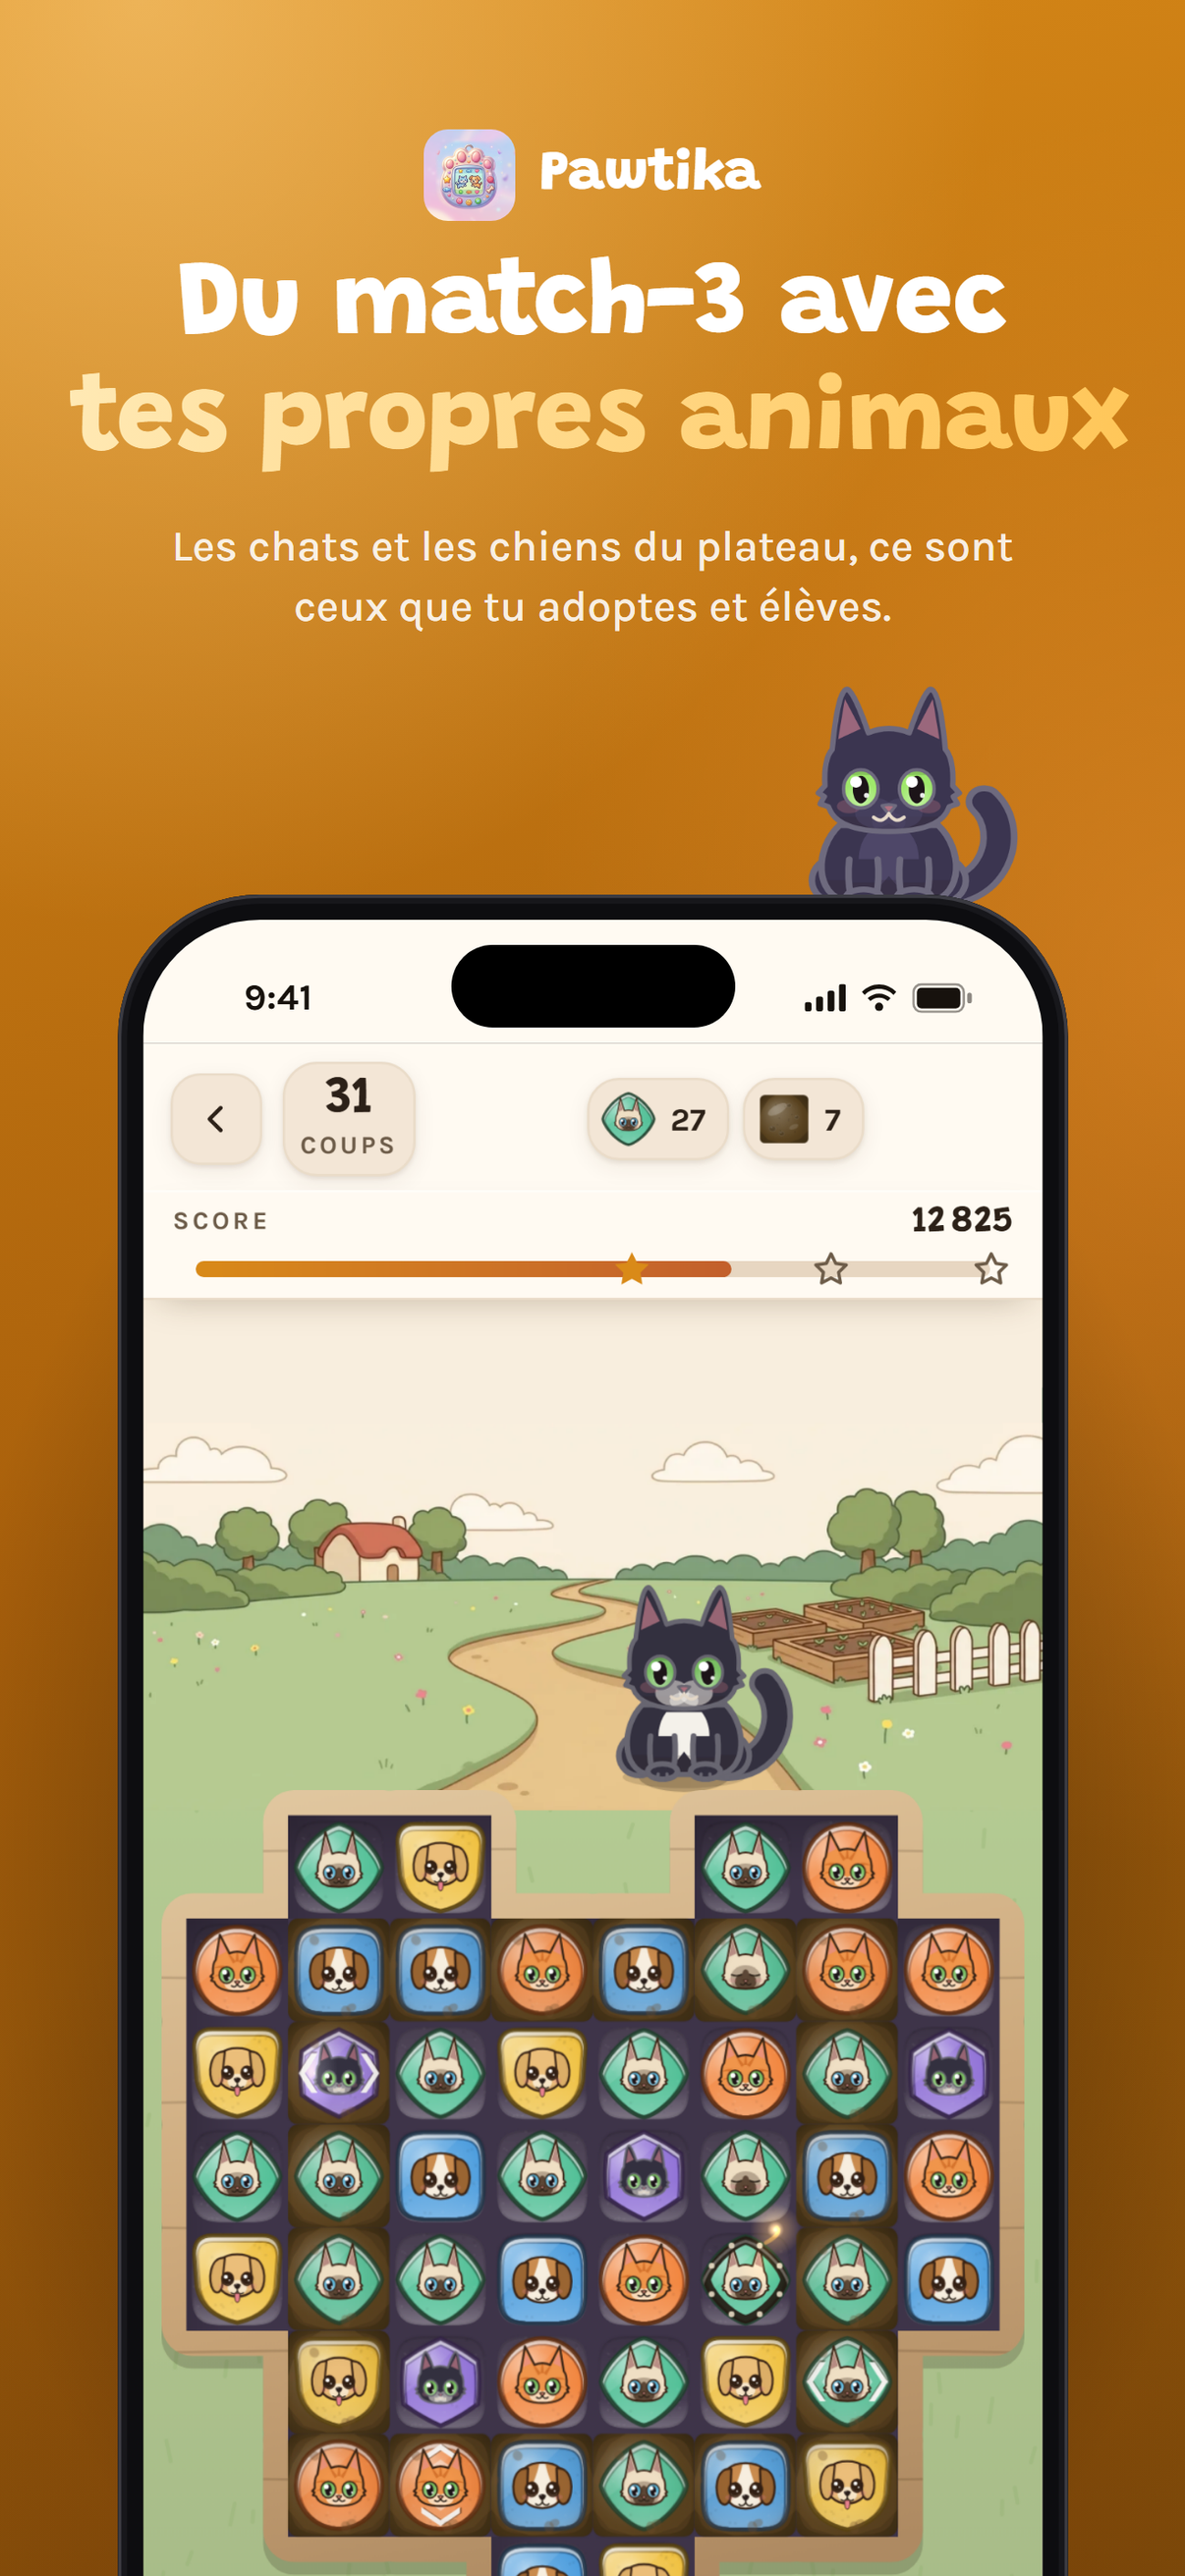 Pawtika
Du match-3 avec
tes propres animaux
Les chats et les chiens du plateau, ce sont
ceux que tu adoptes et élèves.
9:41
31
COUPS
27
7
SCORE
12 825